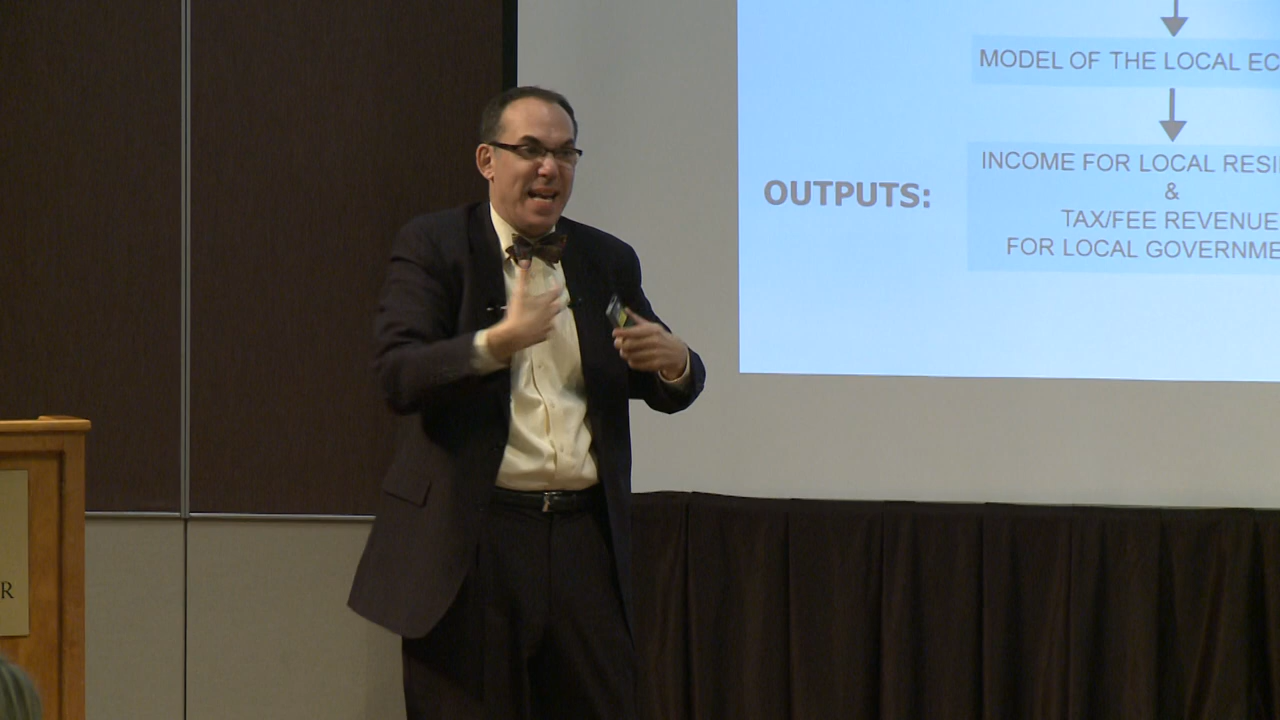 MODEL OF THE LOCAL EC
INCOME FOR LOCAL RESI
&
OUTPUTS:
TAX/FEE REVENUE
FOR LOCAL GOVERNME
R